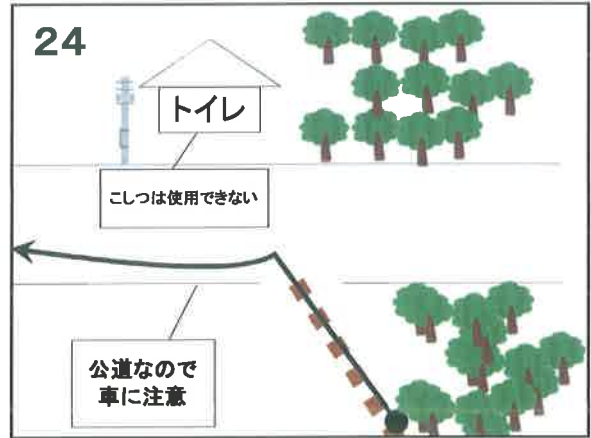 24
トイレ
こしつは使用できない
公道なので
車に注意